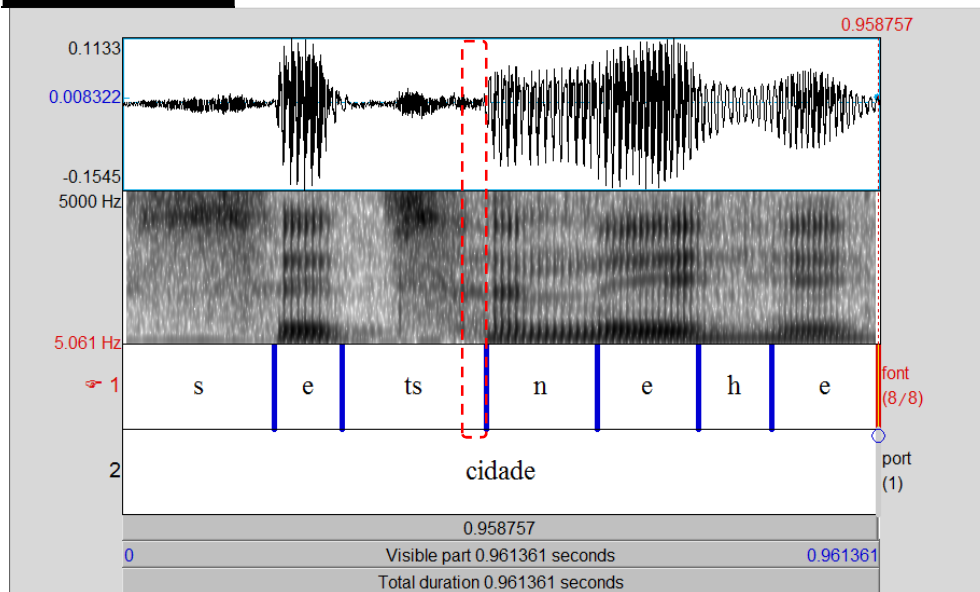 0.958757
0.1133
0.008322
-0.1545
5000 Hz
5.061 Hz
☞ 1 s e ts n e h e font
(8/8)
2 cidade port
(1)
0.958757
0 Visible part 0.961361 seconds 0.961361
Total duration 0.961361 seconds